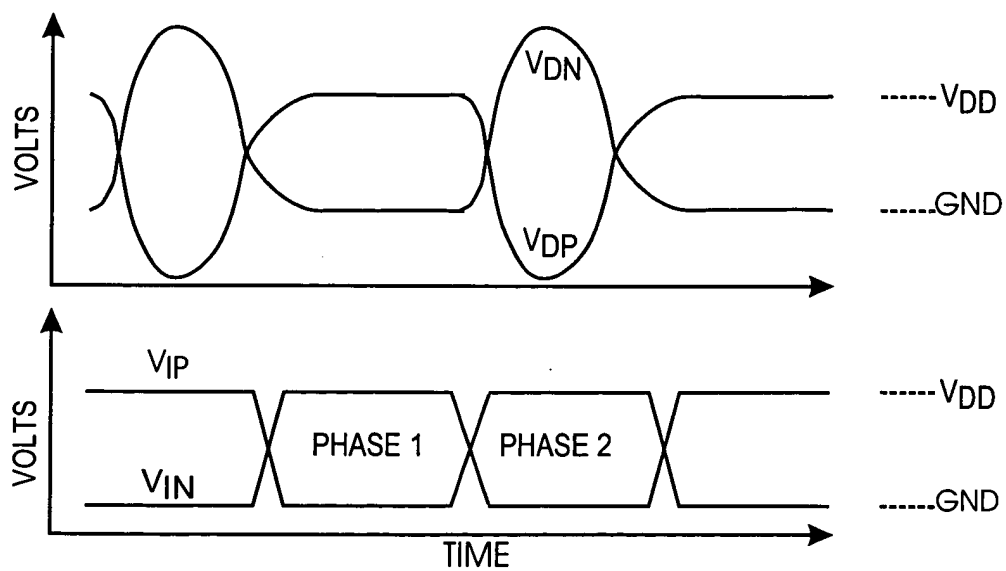 VOLTS
VDN
VDP
VDD
GND
VOLTS
VIP
VIN
PHASE 1
PHASE 2
VDD
GND
TIME